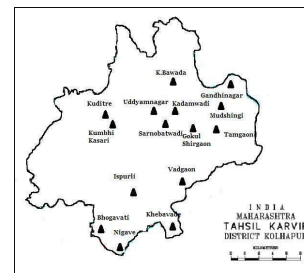 K.Bawada
Gandhinagar
Kuditre
Uddyamnagar
Kadamwadi
Mudshingi
Kumbhi
Kasari
Sarnobatwadi
Gokul
Shirgaon
Tamgaon
Ispurli
Vadgaon
Bhogavati
Khebavade
Nigave
INDIA
MAHARASHTRA
TAHSIL KARVIR
DISTRICT KOLHAPUR
KILOMETRES